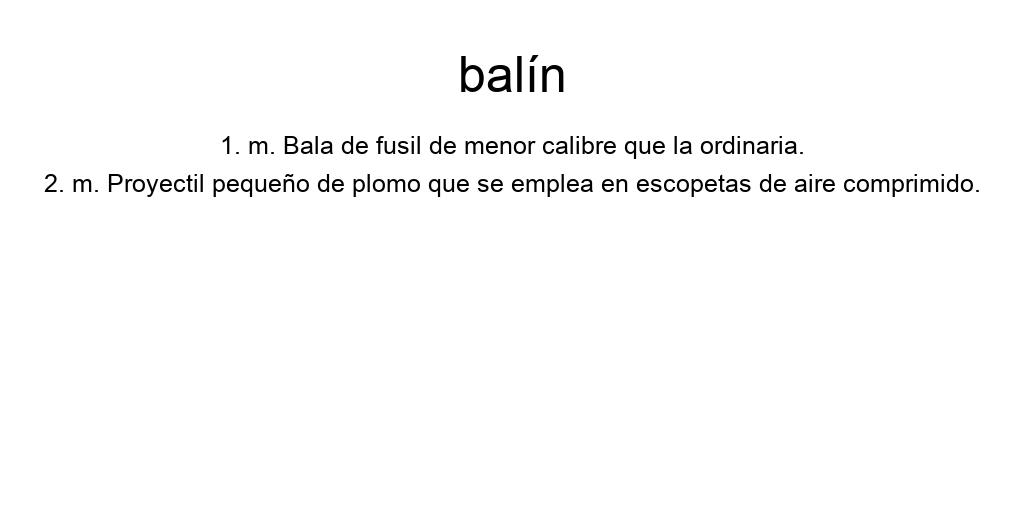 balín
1. m. Bala de fusil de menor calibre que la ordinaria.
2. m. Proyectil pequeño de plomo que se emplea en escopetas de aire comprimido.